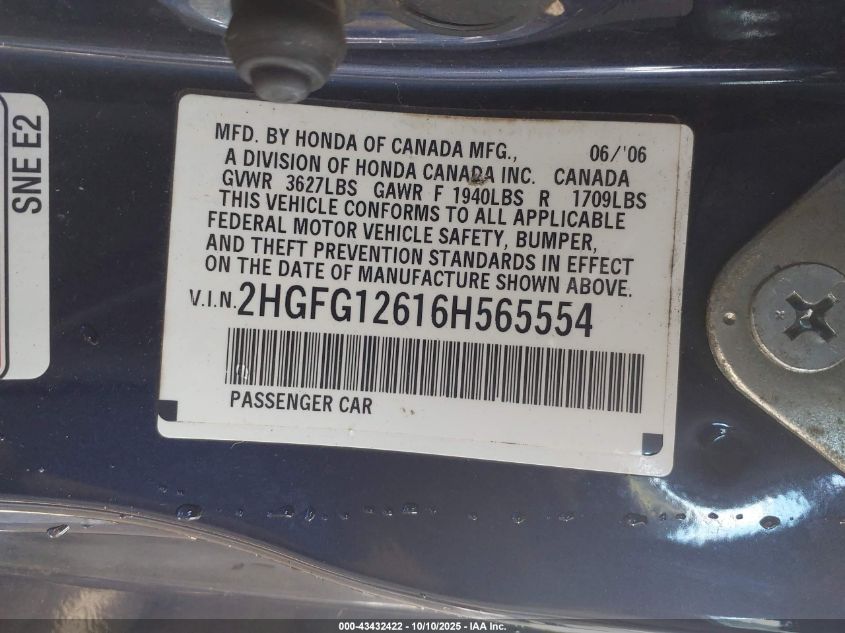 SNE E2
MFD. BY HONDA OF CANADA MFG., 06/'06
A DIVISION OF HONDA CANADA INC. CANADA
GVWR 3627LBS GAWR F 1940LBS R 1709LBS
THIS VEHICLE CONFORMS TO ALL APPLICABLE
FEDERAL MOTOR VEHICLE SAFETY, BUMPER,
AND THEFT PREVENTION STANDARDS IN EFFECT
ON THE DATE OF MANUFACTURE SHOWN ABOVE.
V.I.N. 2HGFG12616H565554
PASSENGER CAR
000-43432422 - 10/10/2025 - IAA Inc.